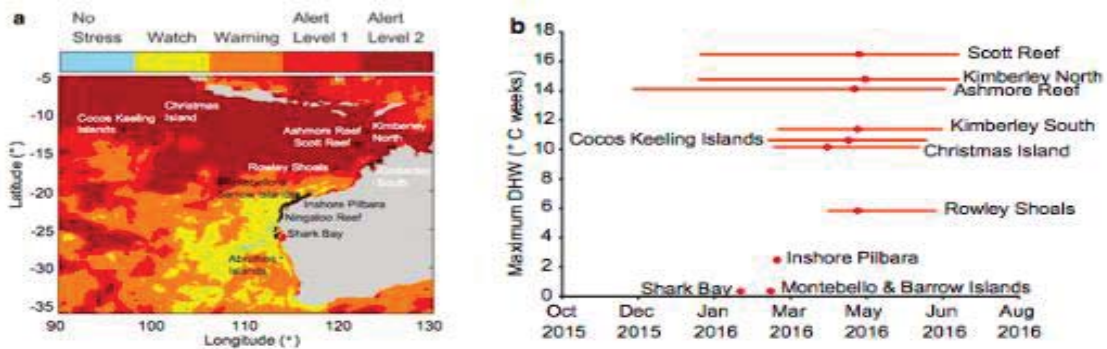 a
No Stress
Watch
Warning
Alert Level 1
Alert Level 2
-5
-10
-15
-20
-25
-30
-35
Latitude (°)
Christmas Island
Cocos Keeling Islands
Ashmore Reef
Scott Reef
Kimberley North
Rowley Shoals
Kimberley South
Inshore Pilbara
Ningaloo Reef
Shark Bay
Abrolhos Islands
90 100 110 120 130
Longitude (°)
b
Maximum DHW (°C weeks)
18
16
14
12
10
8
6
4
2
0
Scott Reef
Kimberley North
Ashmore Reef
Kimberley South
Cocos Keeling Islands
Christmas Island
Rowley Shoals
Inshore Pilbara
Shark Bay
Montebello & Barrow Islands
Oct Dec Jan Mar May Jun Aug
2015 2015 2016 2016 2016 2016 2016